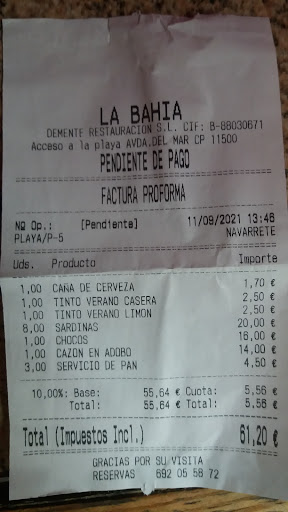 LA BAHIA
DEMENTE RESTAURACION S.L. CIF: B-88030671
Acceso a la playa AVDA.DEL MAR CP 11500
PENDIENTE DE PAGO
FACTURA PROFORMA
Nº Op.: [Pendiente] 11/09/2021 13:48
PLAYA/P-5 NAVARRETE
Uds. Producto Importe
1,00 CAÑA DE CERVEZA 1,70 €
1,00 TINTO VERANO CASERA 2,50 €
1,00 TINTO VERANO LIMON 2,50 €
8,00 SARDINAS 20,00 €
1,00 CHOCOS 16,00 €
1,00 CAZON EN ADOBO 14,00 €
3,00 SERVICIO DE PAN 4,50 €
10,00%: Base: 55,64 € Cuota: 5,56 €
Total: 55,64 € Total: 5,56 €
Total (Impuestos Incl.) 61,20 €
GRACIAS POR SU VISITA
RESERVAS 692 05 58 72